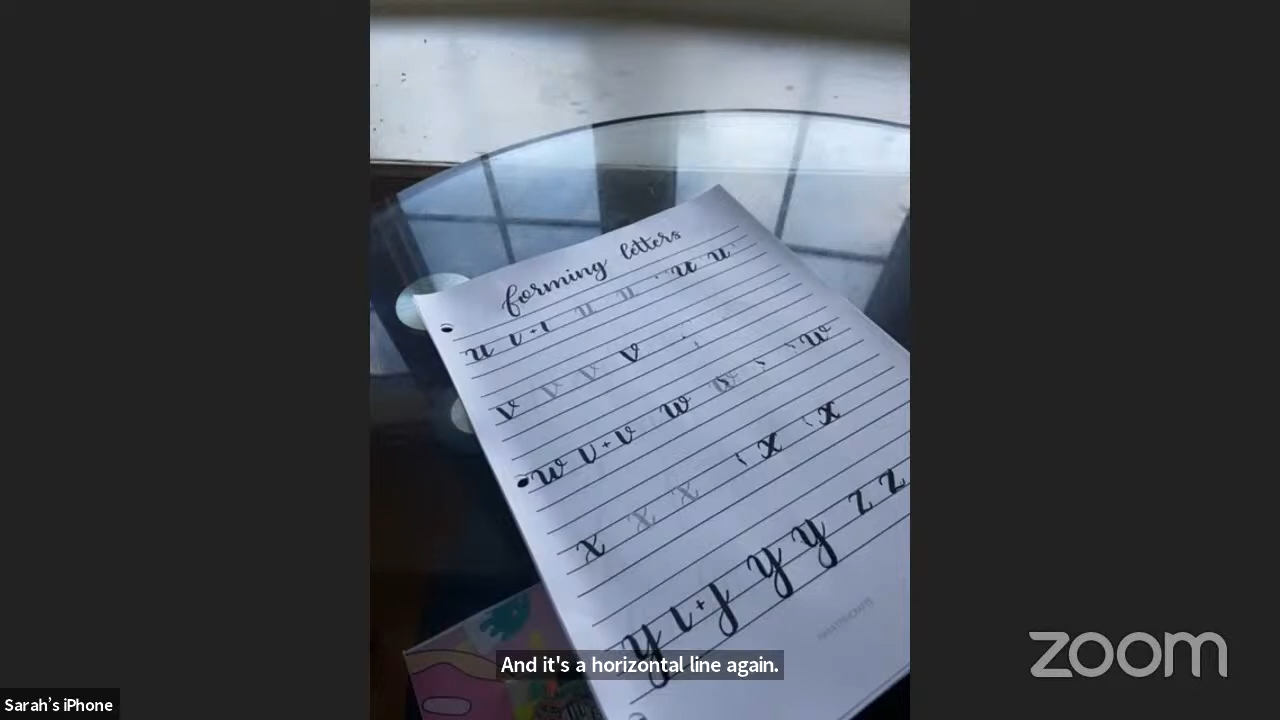 forming letters
u ι + ι u u u u
v v v v
w v + v w w w
x x x x x
y ι + j y y z z
And it's a horizontal line again.
Sarah's iPhone
zoom